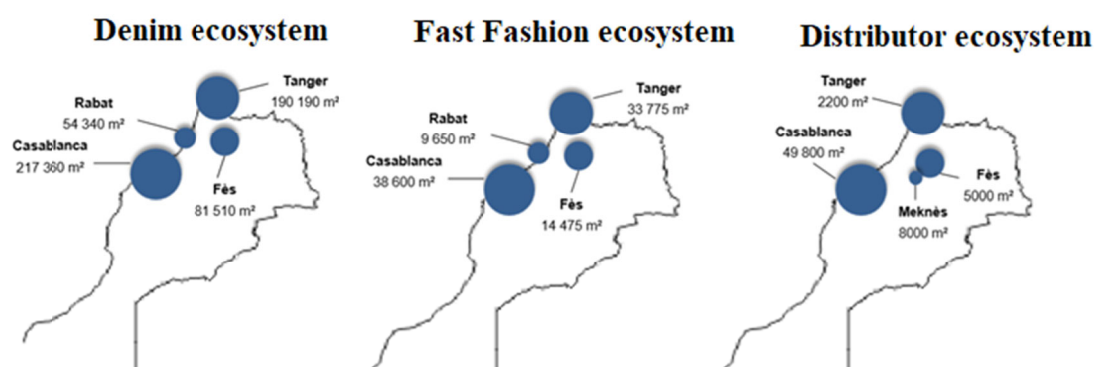 Denim ecosystem
Tanger
190 190 m²
Rabat
54 340 m²
Casablanca
217 360 m²
Fès
81 510 m²
Fast Fashion ecosystem
Tanger
33 775 m²
Rabat
9 650 m²
Casablanca
38 600 m²
Fès
14 475 m²
Distributor ecosystem
Tanger
2200 m²
Casablanca
49 800 m²
Fès
5000 m²
Meknès
8000 m²